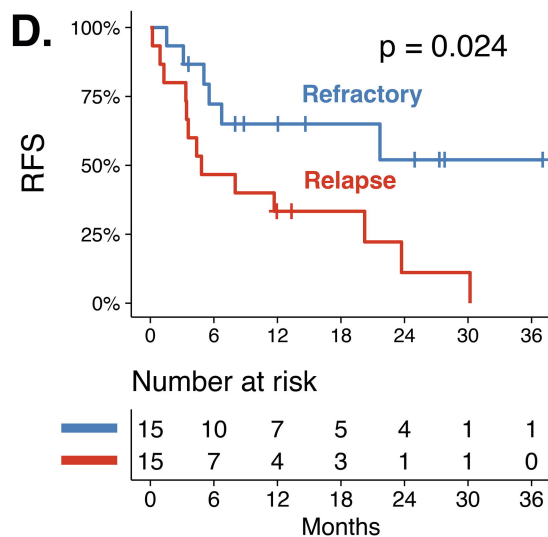 D.
100%
p = 0.024
75%
Refractory
RFS
50%
Relapse
25%
0%
0 6 12 18 24 30 36
Number at risk
15 10 7 5 4 1 1
15 7 4 3 1 1 0
0 6 12 18 24 30 36
Months